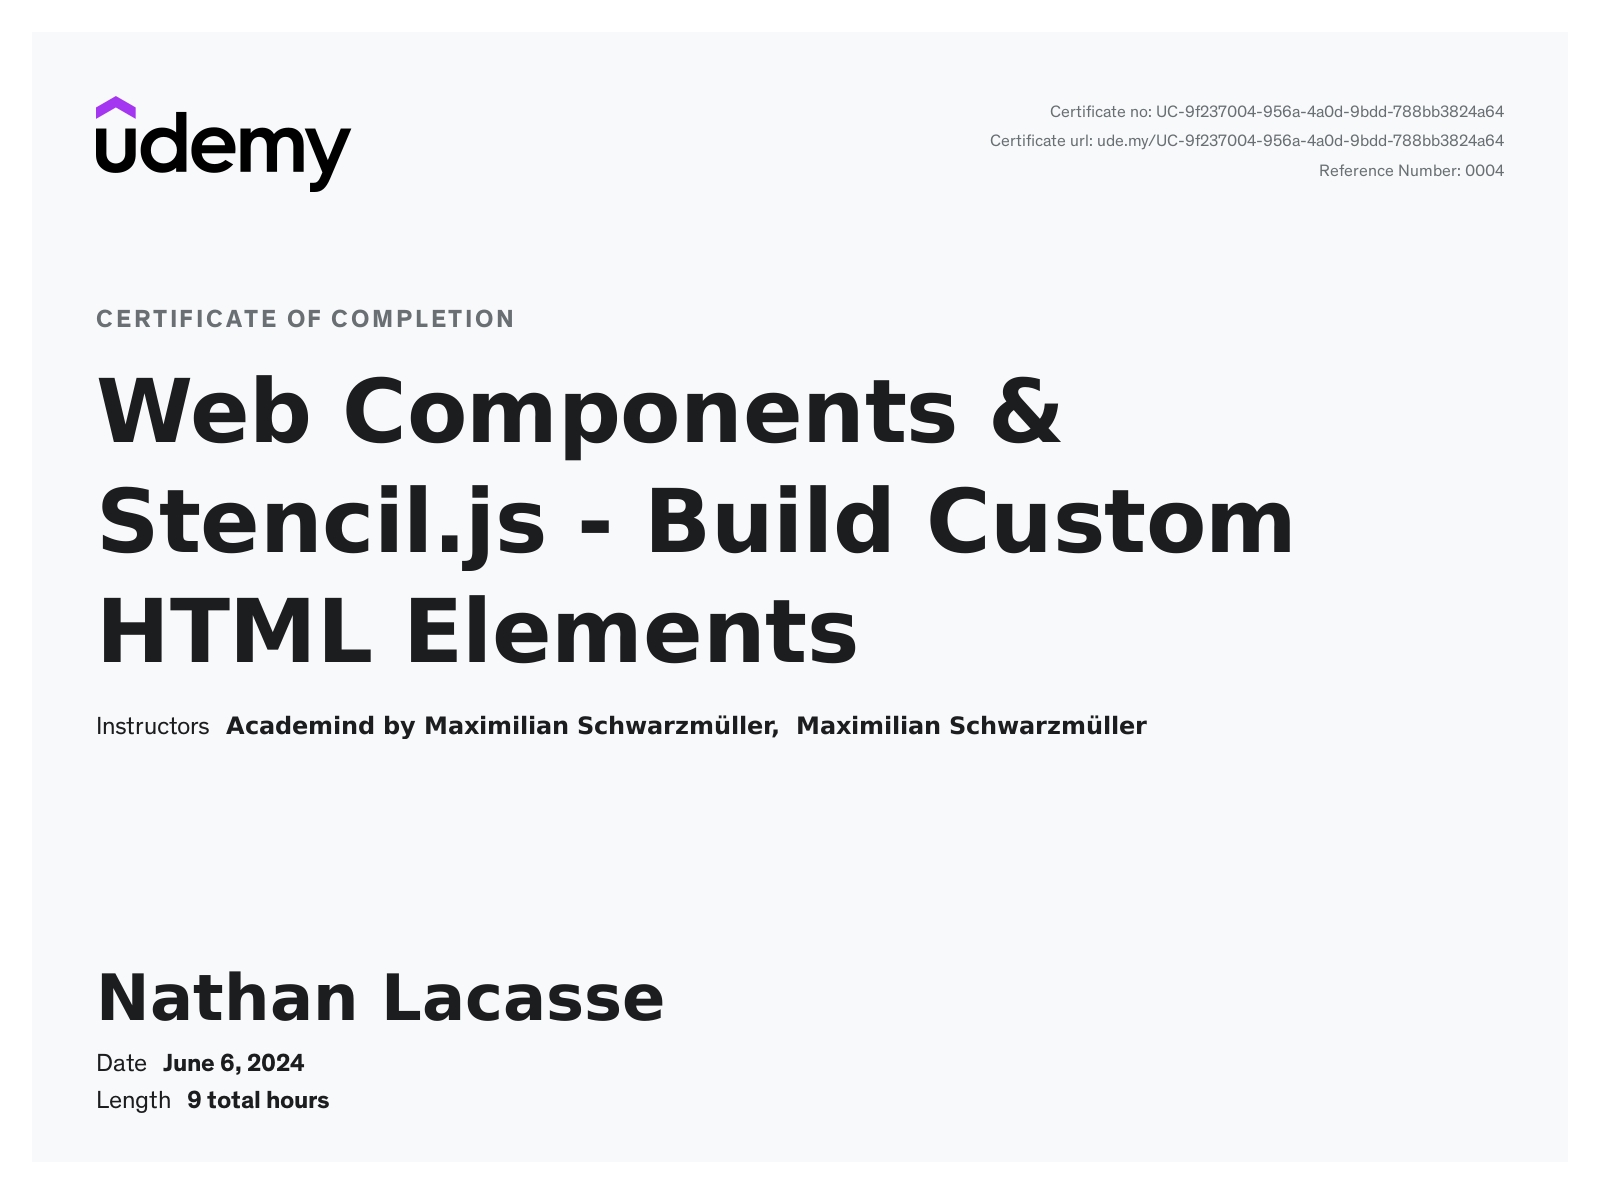 udemy
Certificate no: UC-9f237004-956a-4a0d-9bdd-788bb3824a64
Certificate url: ude.my/UC-9f237004-956a-4a0d-9bdd-788bb3824a64
Reference Number: 0004
CERTIFICATE OF COMPLETION
Web Components &
Stencil.js - Build Custom
HTML Elements
Instructors Academind by Maximilian Schwarzmüller, Maximilian Schwarzmüller
Nathan Lacasse
Date June 6, 2024
Length 9 total hours